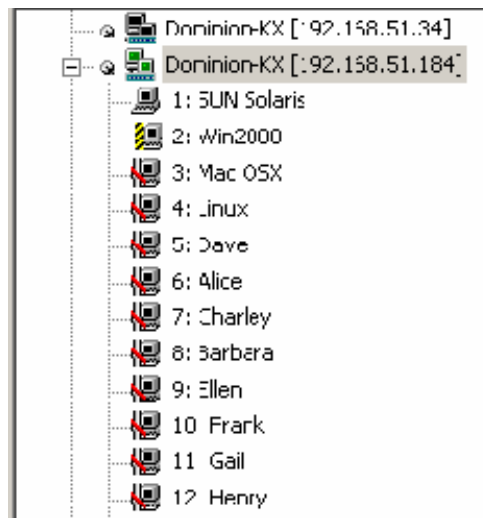 Dominion-KX [192.168.51.34]
Dominion-KX [192.168.51.184]
1: SUN Solaris
2: Win2000
3: Mac OSX
4: Linux
5: Dave
6: Alice
7: Charley
8: Barbara
9: Ellen
10 Frank
11 Gail
12 Henry